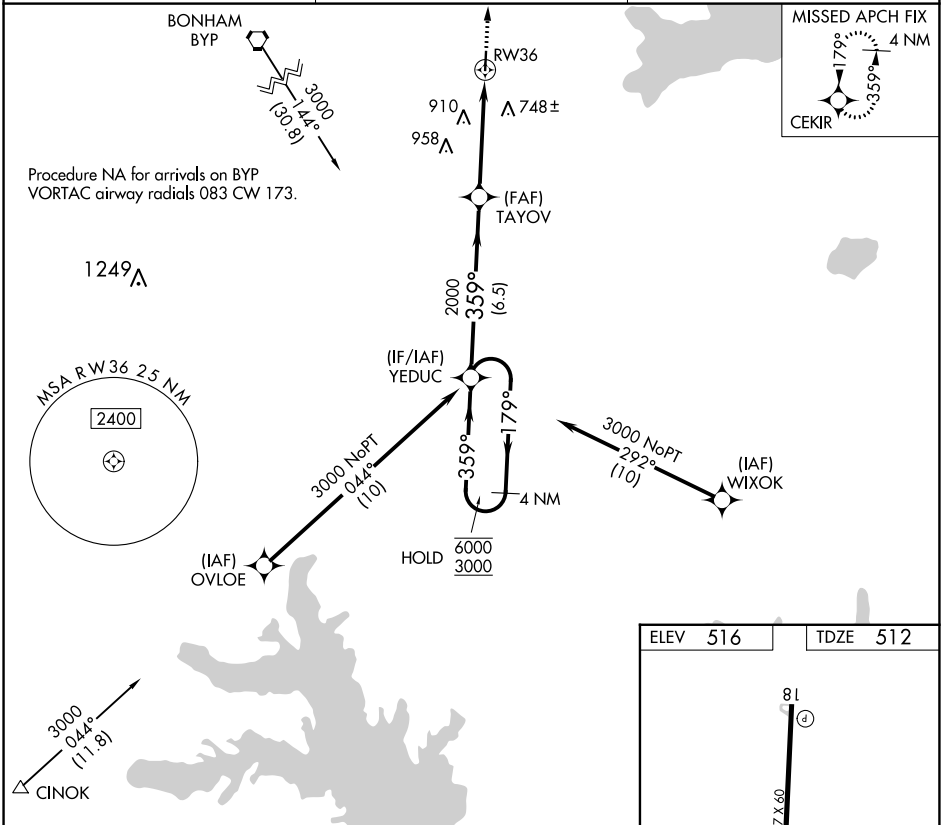 BONHAM
BYP
3000
144°
(30.8)
Procedure NA for arrivals on BYP
VORTAC airway radials 083 CW 173.
RW36
910
748±
958
MISSED APCH FIX
4 NM
179°
359°
CEKIR
(FAF)
TAYOV
1249
2000
359°
(6.5)
(IF/IAF)
YEDUC
MSA RW36 25 NM
2400
3000 NoPT
044°
(10)
359°
179°
4 NM
3000 NoPT
292°
(10)
(IAF)
WIXOK
(IAF)
OVLOE
HOLD
6000
3000
3000
044°
(11.8)
CINOK
ELEV 516
TDZE 512
18
P
7 X 60